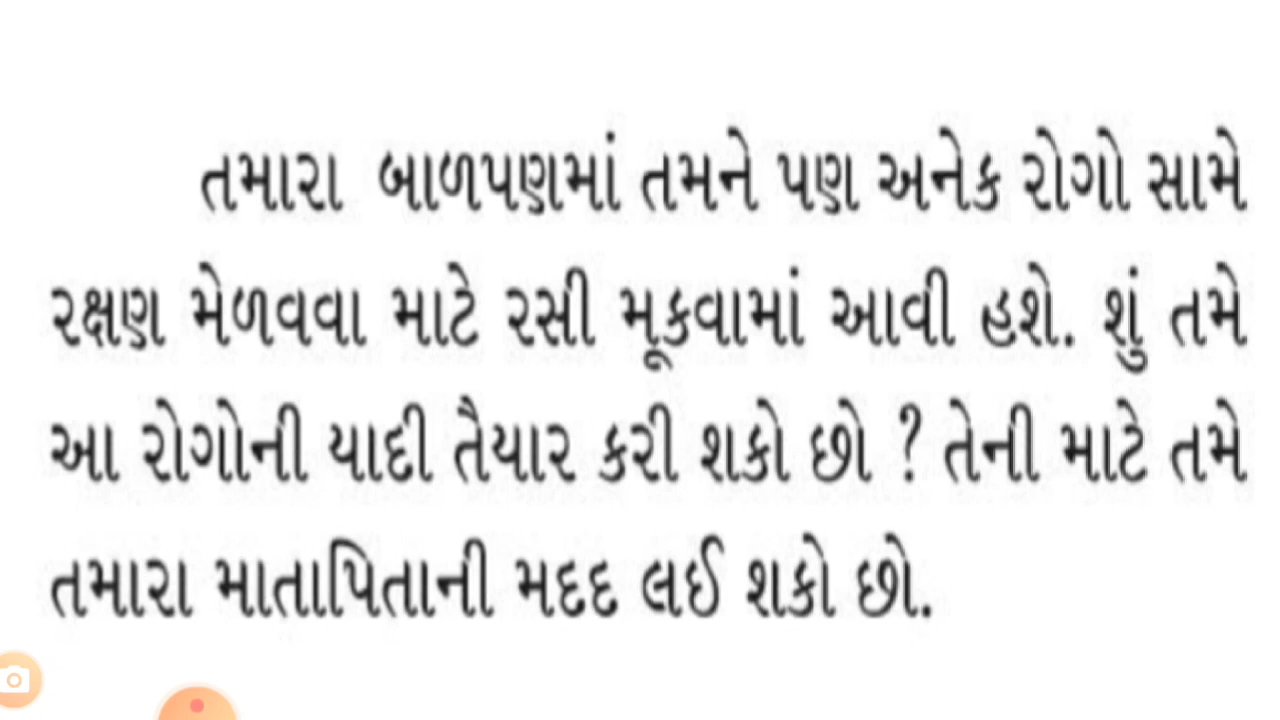 તમારા બાળપણમાં તમને પણ અનેક રોગો સામે
રક્ષણ મેળવવા માટે રસી મૂકવામાં આવી હશે. શું તમે
આ રોગોની યાદી તૈયાર કરી શકો છો ? તેની માટે તમે
તમારા માતાપિતાની મદદ લઈ શકો છો.